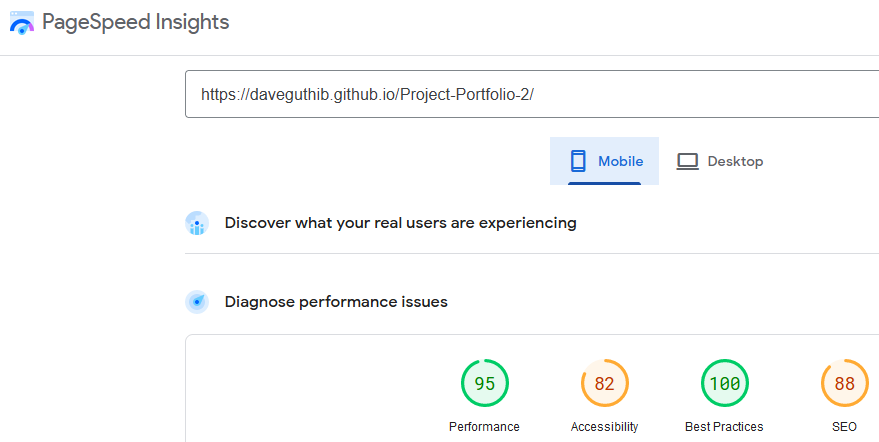 PageSpeed Insights
https://daveguthib.github.io/Project-Portfolio-2/
Mobile Desktop
Discover what your real users are experiencing
Diagnose performance issues
95 82 100 88
Performance Accessibility Best Practices SEO